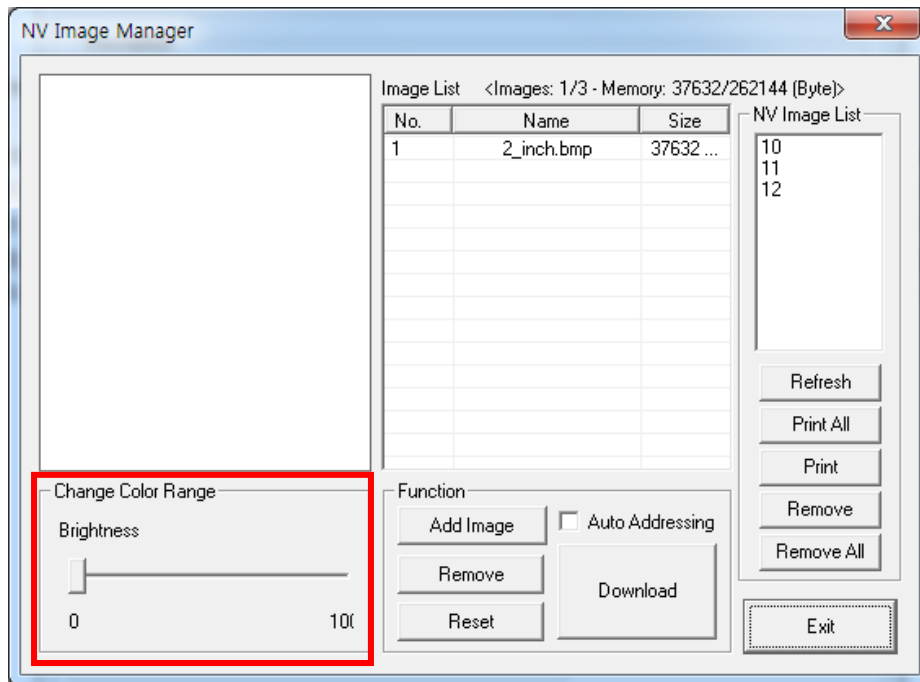 NV Image Manager
Image List <Images: 1/3 - Memory: 37632/262144 (Byte)>
No. Name Size
1 2_inch.bmp 37632 ...
NV Image List
10
11
12
Refresh
Print All
Print
Remove
Remove All
Change Color Range
Brightness
0 100
Function
Add Image Auto Addressing
Remove
Download
Reset
Exit